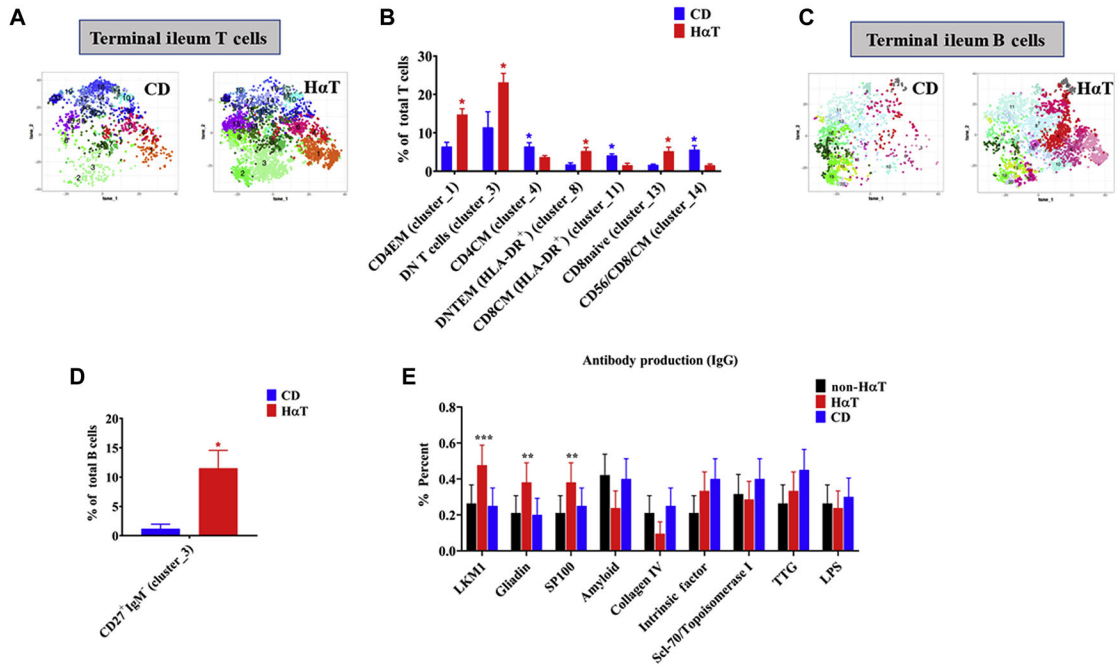 A
Terminal ileum T cells
CD
HαT
tsne_1
tsne_1
B
CD
HαT
% of total T cells
30
20
10
0
CD4EM (cluster_1)
DN T cells (cluster_3)
CD4CM (cluster_4)
DNTEM (HLA-DR+) (cluster_8)
CD8CM (HLA-DR+) (cluster_11)
CD8naive (cluster_13)
CD56/CD8/CM (cluster_14)
* * * * * * *
C
Terminal ileum B cells
CD
HαT
tsne_1
tsne_1
D
CD
HαT
% of total B cells
20
15
10
5
0
*
CD27+IgM- (cluster_3)
E
Antibody production (IgG)
non-HαT
HαT
CD
% Percent
0.8
0.6
0.4
0.2
0.0
*** ** **
LKM1
Gliadin
SP100
Amyloid
Collagen IV
Intrinsic factor
Scl-70/Topoisomerase I
TTG
LPS